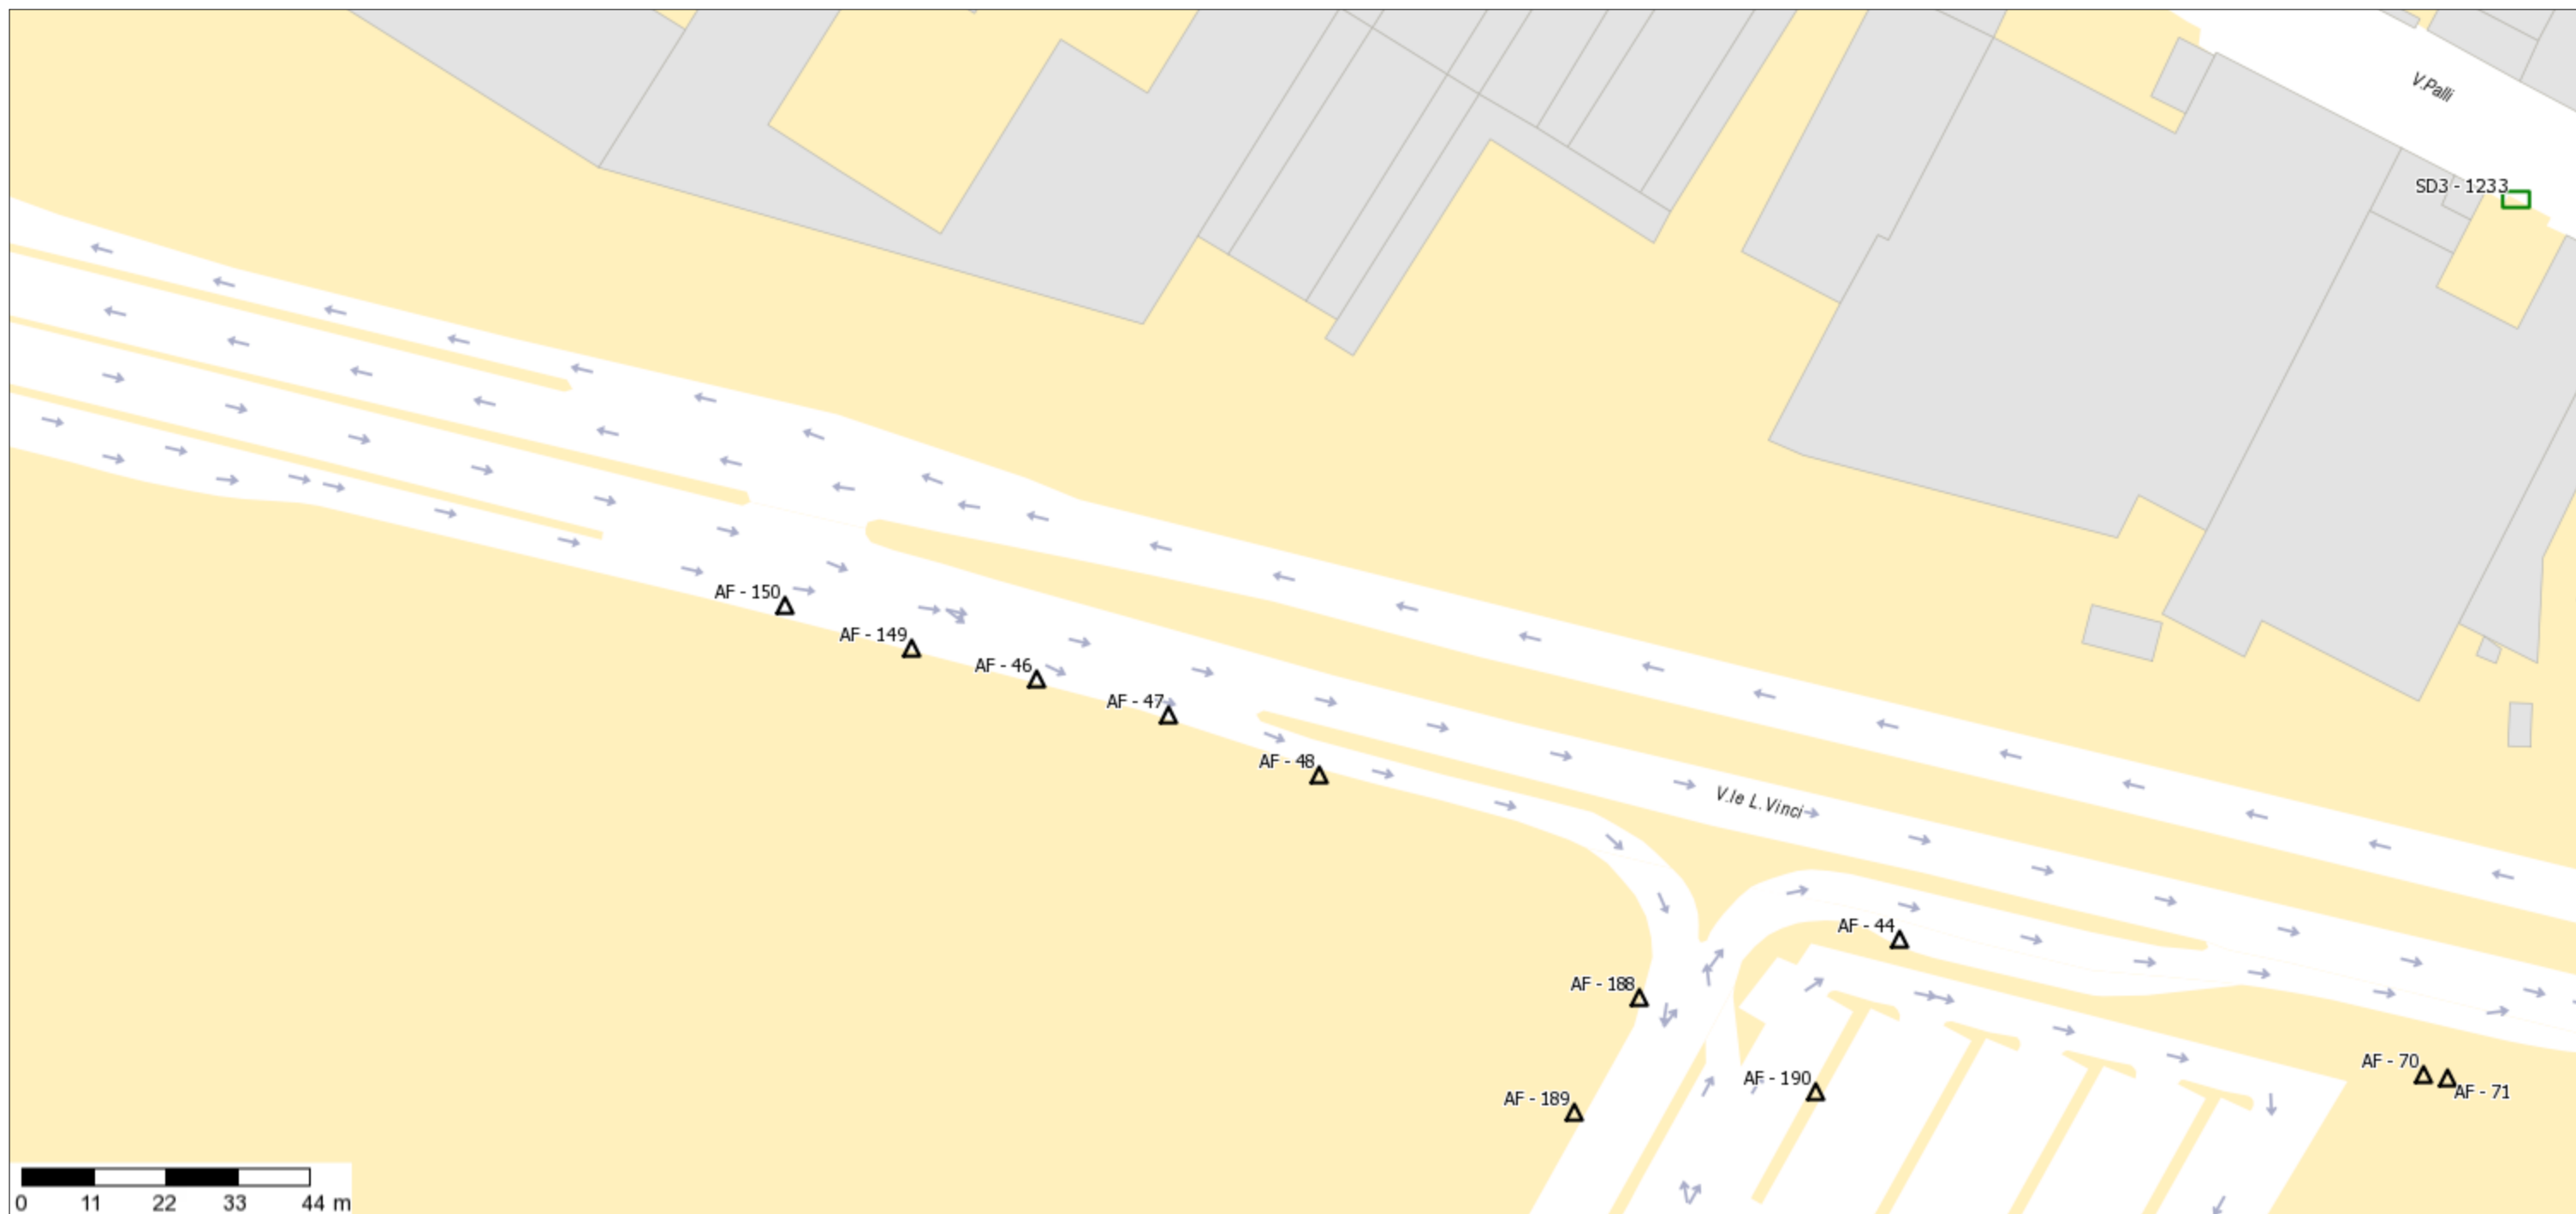 V.Palli
SD3 - 1233
AF - 150
AF - 149
AF - 46
AF - 47
AF - 48
V.le L.Vinci
AF - 44
AF - 188
AF - 70
AF - 190
AF - 71
AF - 189
0 11 22 33 44 m